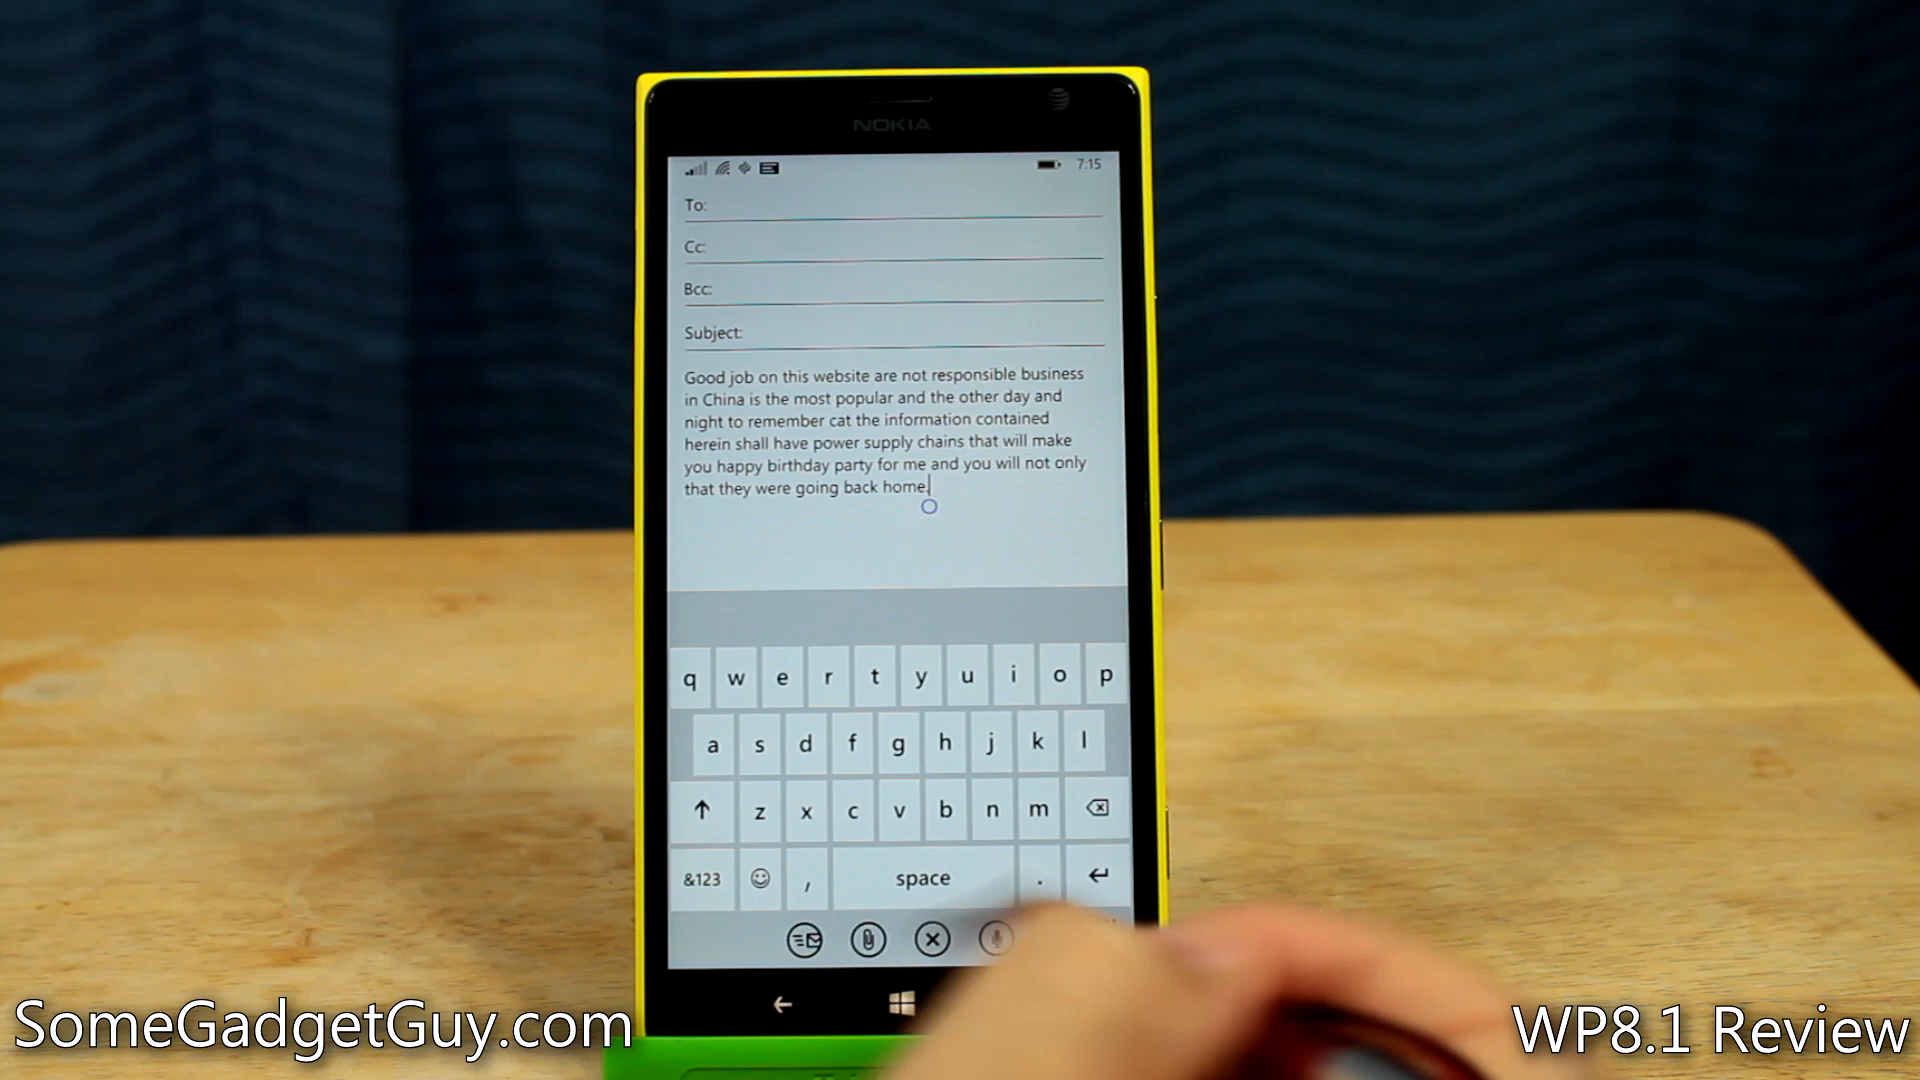 NOKIA
7:15
To:
Cc:
Bcc:
Subject:
Good job on this website are not responsible business
in China is the most popular and the other day and
night to remember cat the information contained
herein shall have power supply chains that will make
you happy birthday party for me and you will not only
that they were going back home.
q w e r t y u i o p
a s d f g h j k l
z x c v b n m
&123 , space .
SomeGadgetGuy.com
WP8.1 Review